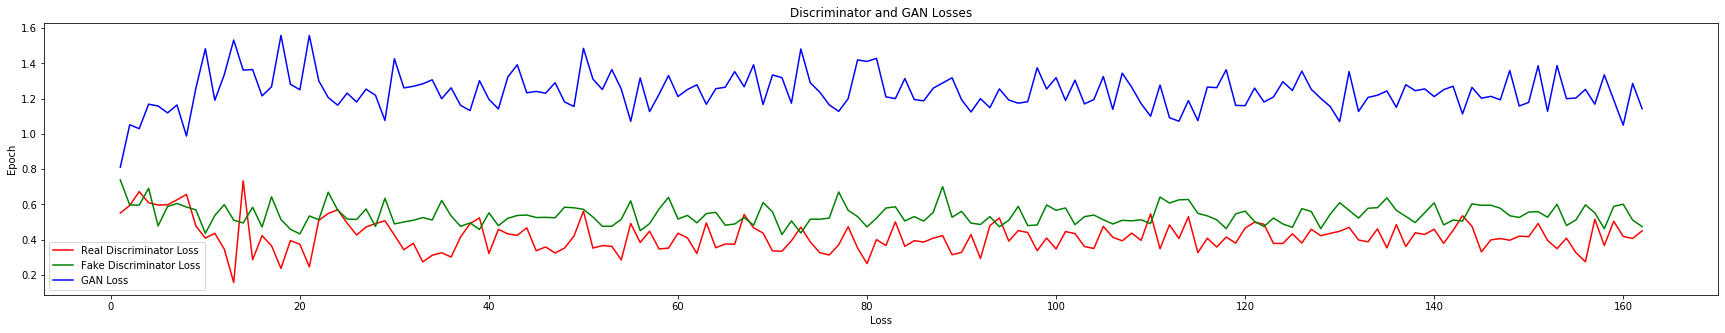 Discriminator and GAN Losses
1.6
1.4
1.2
1.0
0.8
0.6
0.4
0.2
Epoch
Real Discriminator Loss
Fake Discriminator Loss
GAN Loss
0 20 40 60 80 100 120 140 160
Loss